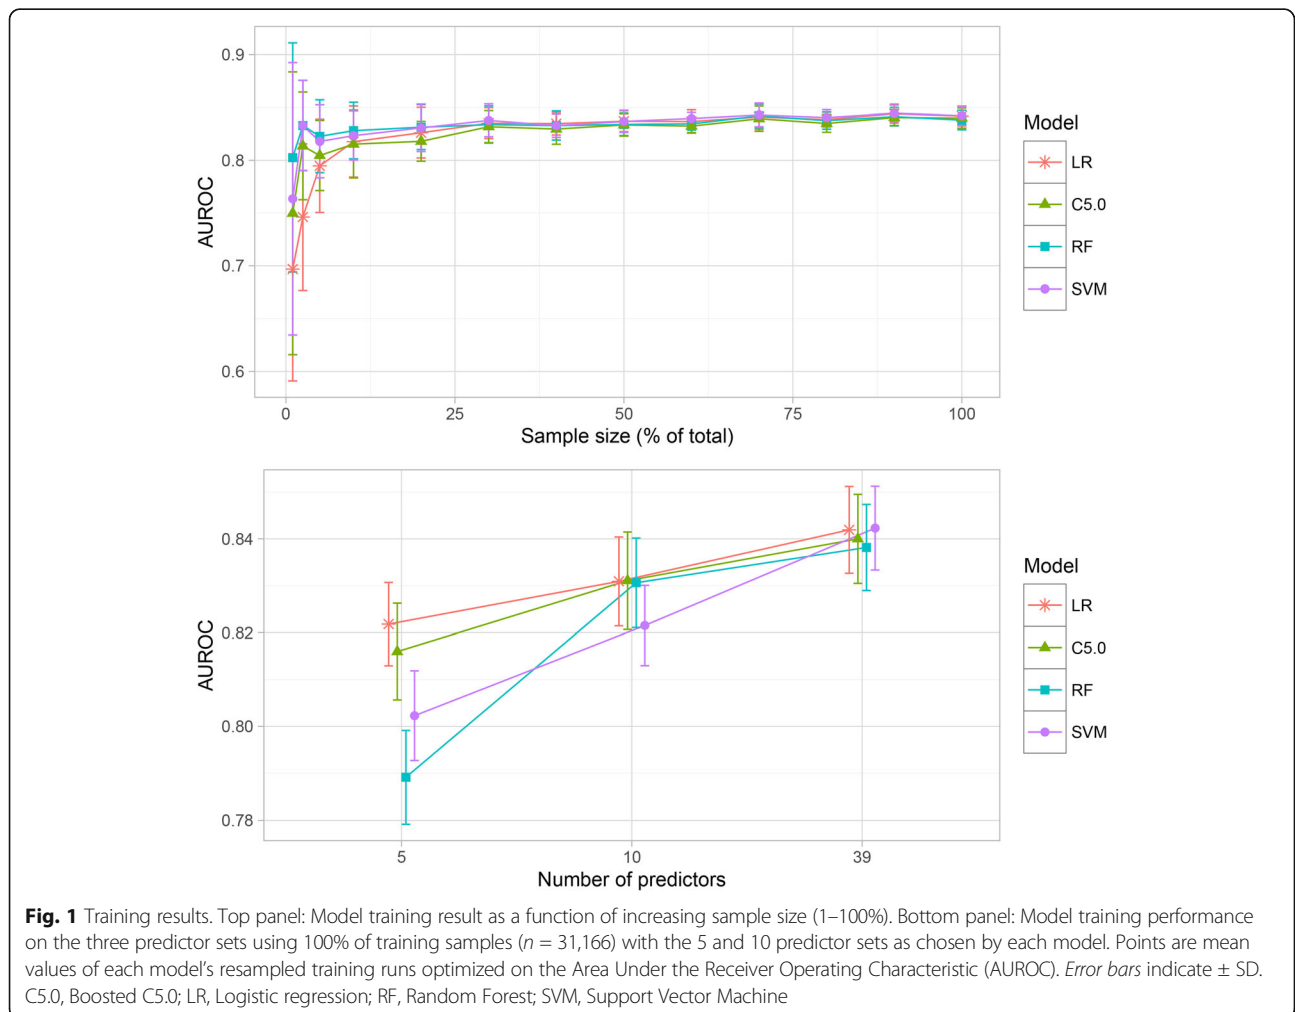 0.9
0.8
0.7
0.6
AUROC
0
25
50
75
100
Sample size (% of total)
Model
LR
C5.0
RF
SVM
0.84
0.82
0.80
0.78
AUROC
5
10
39
Number of predictors
Model
LR
C5.0
RF
SVM
Fig. 1 Training results. Top panel: Model training result as a function of increasing sample size (1–100%). Bottom panel: Model training performance
on the three predictor sets using 100% of training samples (n = 31,166) with the 5 and 10 predictor sets as chosen by each model. Points are mean
values of each model's resampled training runs optimized on the Area Under the Receiver Operating Characteristic (AUROC). Error bars indicate ± SD.
C5.0, Boosted C5.0; LR, Logistic regression; RF, Random Forest; SVM, Support Vector Machine